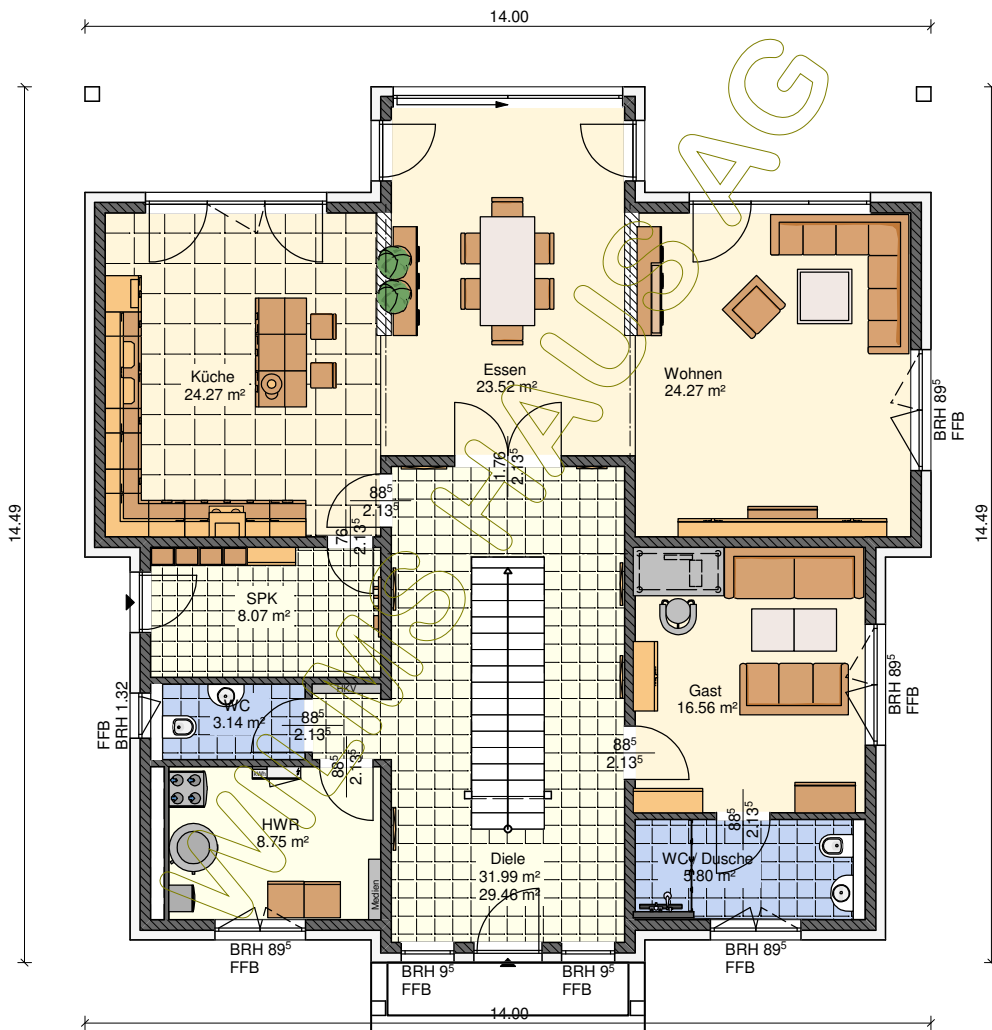 14.00
14.49
14.49
Küche
24.27 m²
Essen
23.52 m²
Wohnen
24.27 m²
BRH 89⁵
FFB
1.76
2.13⁵
88⁵
2.13⁵
76
2.13⁵
SPK
8.07 m²
HKV
WC
3.14 m²
88⁵
2.13⁵
FFB
BRH 1.32
88⁵
2.13⁵
Gast
16.56 m²
BRH 89⁵
FFB
88⁵
2.13⁵
kWh
HWR
8.75 m²
Medien
Diele
31.99 m²
29.46 m²
88⁵
2.13⁵
WC / Dusche
5.80 m²
BRH 89⁵
FFB
BRH 9⁵
FFB
BRH 9⁵
FFB
BRH 89⁵
FFB
14.00
HAUS AG